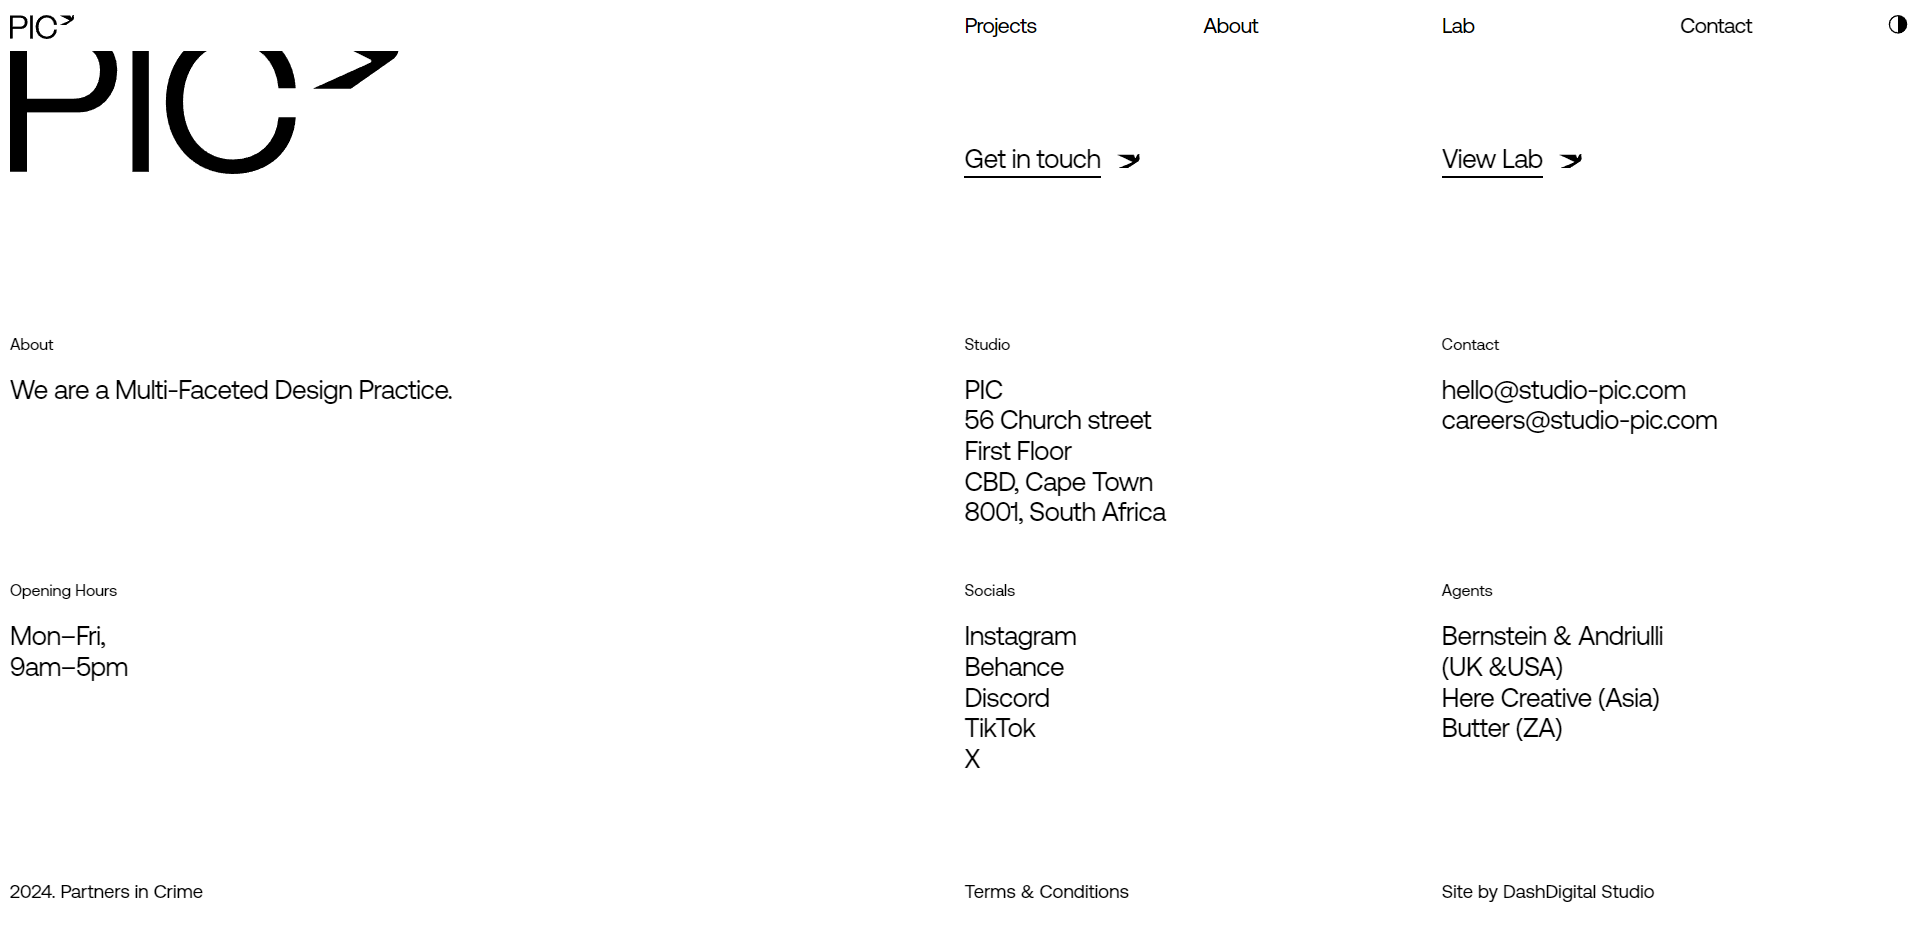 PIC
Projects
About
Lab
Contact
PIC
Get in touch
View Lab
About
We are a Multi-Faceted Design Practice.
Studio
PIC
56 Church street
First Floor
CBD, Cape Town
8001, South Africa
Contact
hello@studio-pic.com
careers@studio-pic.com
Opening Hours
Mon–Fri,
9am–5pm
Socials
Instagram
Behance
Discord
TikTok
X
Agents
Bernstein & Andriulli
(UK &USA)
Here Creative (Asia)
Butter (ZA)
2024. Partners in Crime
Terms & Conditions
Site by DashDigital Studio